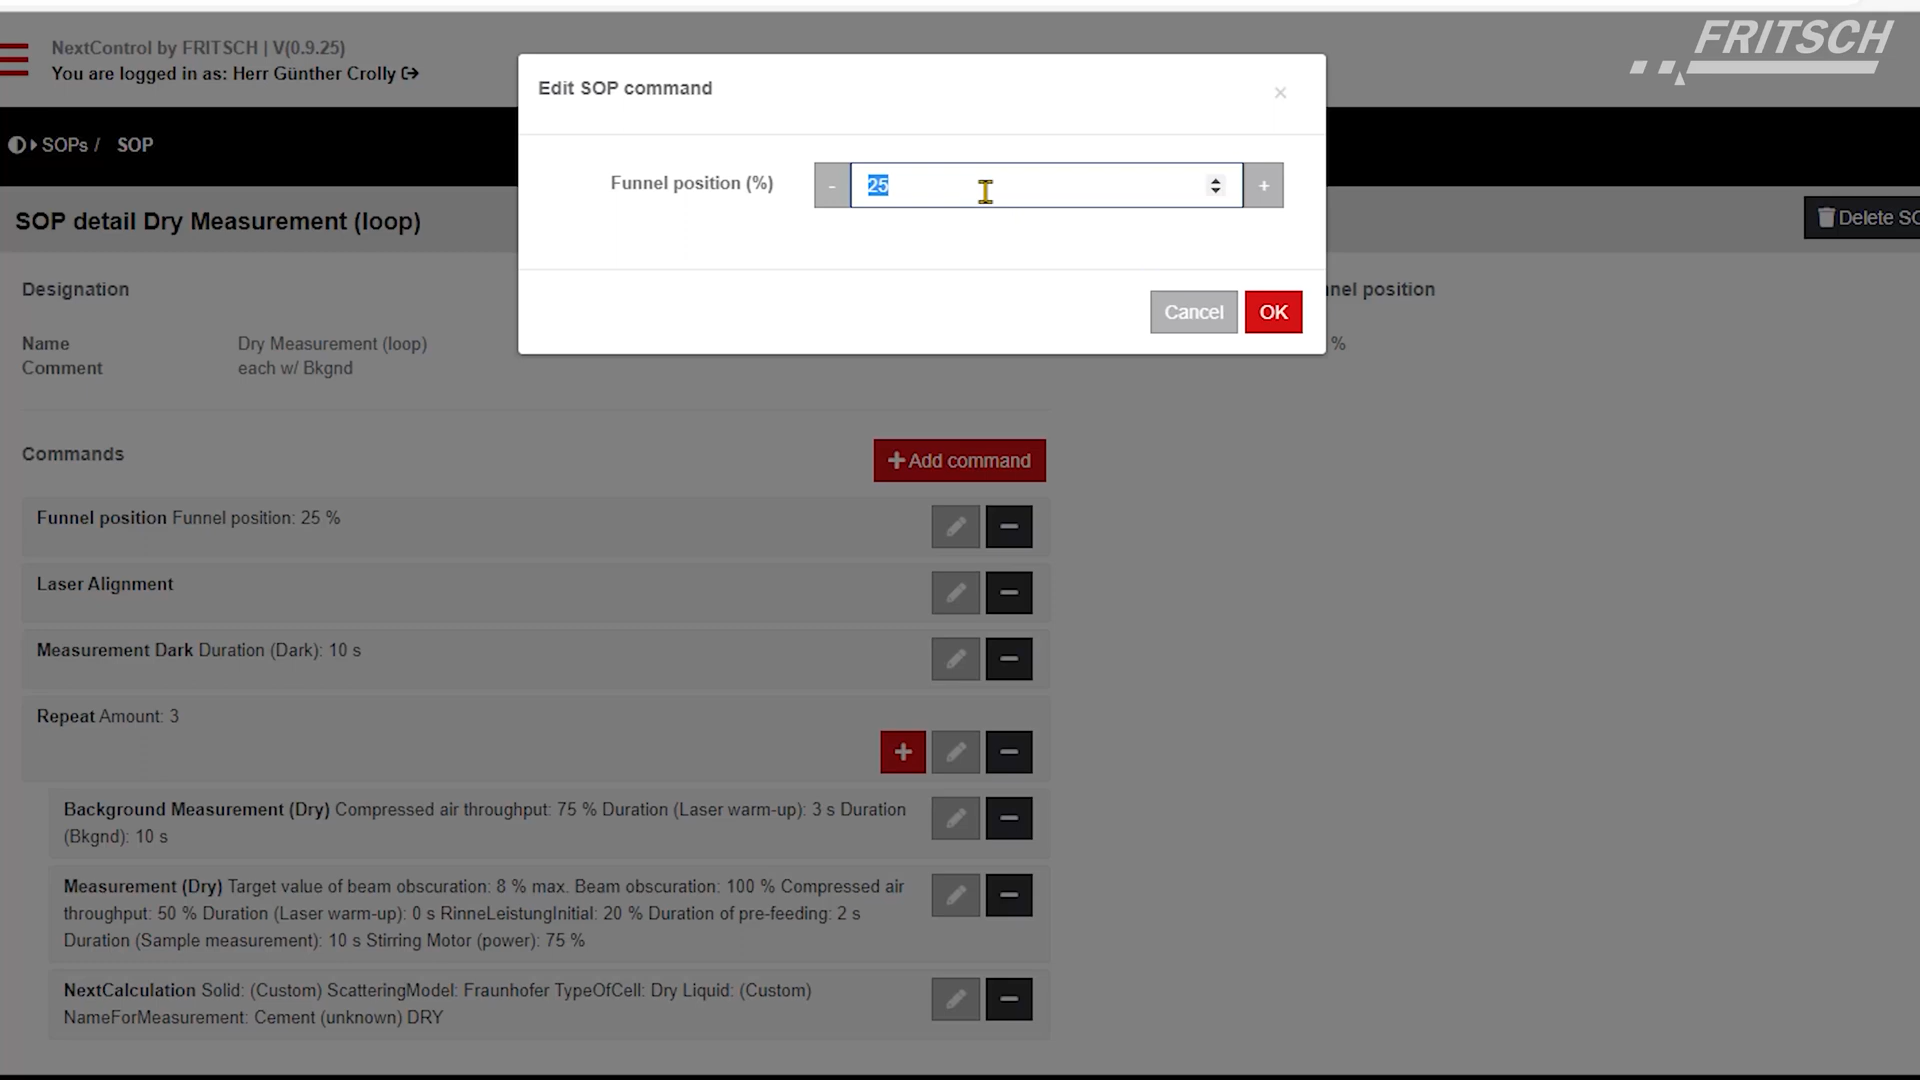 NextControl by FRITSCH | V(0.9.25)
You are logged in as: Herr Günther Crolly
FRITSCH
Edit SOP command
×
SOPs / SOP
Funnel position (%)
-
25
+
SOP detail Dry Measurement (loop)
Delete SO
Cancel
OK
Designation
nnel position
Name
Dry Measurement (loop)
%
Comment
each w/ Bkgnd
Commands
+ Add command
Funnel position Funnel position: 25 %
Laser Alignment
Measurement Dark Duration (Dark): 10 s
Repeat Amount: 3
Background Measurement (Dry) Compressed air throughput: 75 % Duration (Laser warm-up): 3 s Duration
(Bkgnd): 10 s
Measurement (Dry) Target value of beam obscuration: 8 % max. Beam obscuration: 100 % Compressed air
throughput: 50 % Duration (Laser warm-up): 0 s RinneLeistungInitial: 20 % Duration of pre-feeding: 2 s
Duration (Sample measurement): 10 s Stirring Motor (power): 75 %
NextCalculation Solid: (Custom) ScatteringModel: Fraunhofer TypeOfCell: Dry Liquid: (Custom)
NameForMeasurement: Cement (unknown) DRY